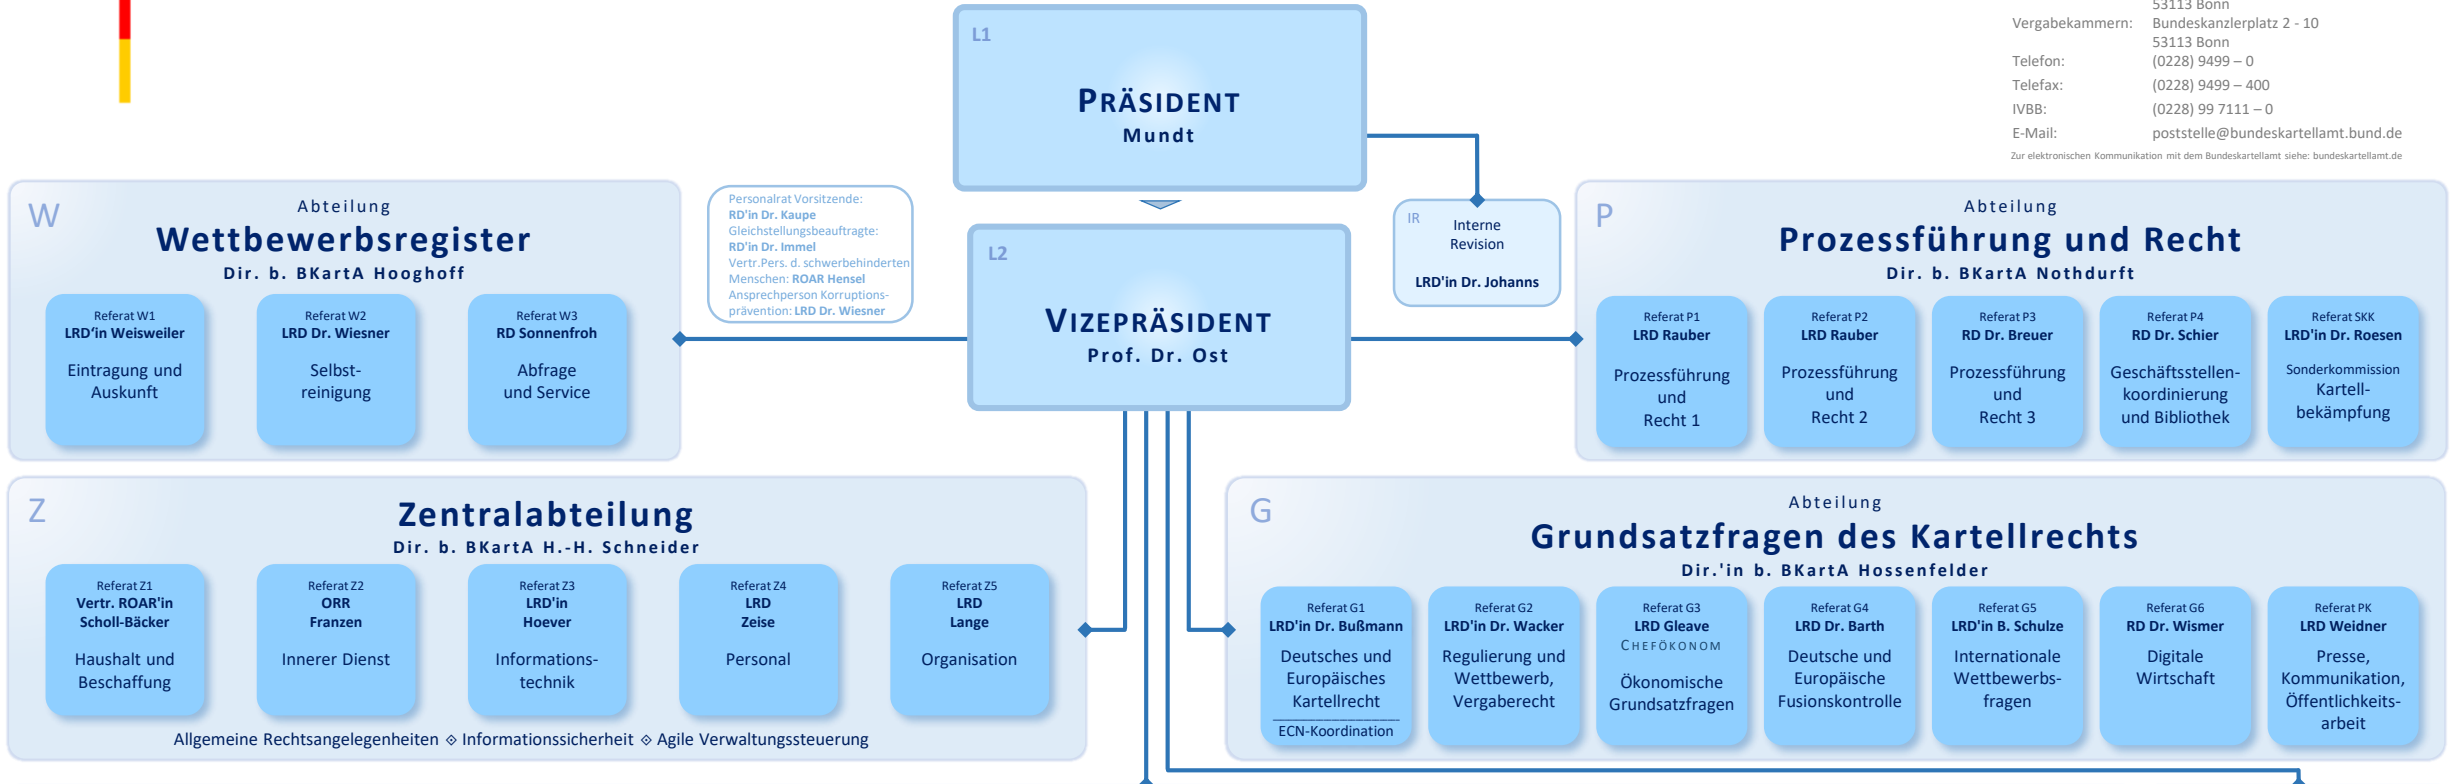 53113 Bonn
Vergabekammern: Bundeskanzlerplatz 2 - 10
53113 Bonn
Telefon: (0228) 9499 – 0
Telefax: (0228) 9499 – 400
IVBB: (0228) 99 7111 – 0
E-Mail: poststelle@bundeskartellamt.bund.de
Zur elektronischen Kommunikation mit dem Bundeskartellamt siehe: bundeskartellamt.de
L1
PRÄSIDENT
Mundt
L2
VIZEPRÄSIDENT
Prof. Dr. Ost
IR
Interne
Revision
LRD'in Dr. Johanns
Personalrat Vorsitzende:
RD'in Dr. Kaupe
Gleichstellungsbeauftragte:
RD'in Dr. Immel
Vertr.Pers. d. schwerbehinderten
Menschen: ROAR Hensel
Ansprechperson Korruptions-
prävention: LRD Dr. Wiesner
W
Abteilung
Wettbewerbsregister
Dir. b. BKartA Hooghoff
Referat W1
LRD‘in Weisweiler
Eintragung und
Auskunft
Referat W2
LRD Dr. Wiesner
Selbst-
reinigung
Referat W3
RD Sonnenfroh
Abfrage
und Service
P
Abteilung
Prozessführung und Recht
Dir. b. BKartA Nothdurft
Referat P1
LRD Rauber
Prozessführung
und
Recht 1
Referat P2
LRD Rauber
Prozessführung
und
Recht 2
Referat P3
RD Dr. Breuer
Prozessführung
und
Recht 3
Referat P4
RD Dr. Schier
Geschäftsstellen-
koordinierung
und Bibliothek
Referat SKK
LRD'in Dr. Roesen
Sonderkommission
Kartell-
bekämpfung
Z
Zentralabteilung
Dir. b. BKartA H.-H. Schneider
Referat Z1
Vertr. ROAR'in
Scholl-Bäcker
Haushalt und
Beschaffung
Referat Z2
ORR
Franzen
Innerer Dienst
Referat Z3
LRD'in
Hoever
Informations-
technik
Referat Z4
LRD
Zeise
Personal
Referat Z5
LRD
Lange
Organisation
Allgemeine Rechtsangelegenheiten ⟐ Informationssicherheit ⟐ Agile Verwaltungssteuerung
G
Abteilung
Grundsatzfragen des Kartellrechts
Dir.'in b. BKartA Hossenfelder
Referat G1
LRD'in Dr. Bußmann
Deutsches und
Europäisches
Kartellrecht
ECN-Koordination
Referat G2
LRD'in Dr. Wacker
Regulierung und
Wettbewerb,
Vergaberecht
Referat G3
LRD Gleave
CHEFÖKONOM
Ökonomische
Grundsatzfragen
Referat G4
LRD Dr. Barth
Deutsche und
Europäische
Fusionskontrolle
Referat G5
LRD'in B. Schulze
Internationale
Wettbewerbs-
fragen
Referat G6
RD Dr. Wismer
Digitale
Wirtschaft
Referat PK
LRD Weidner
Presse,
Kommunikation,
Öffentlichkeits-
arbeit